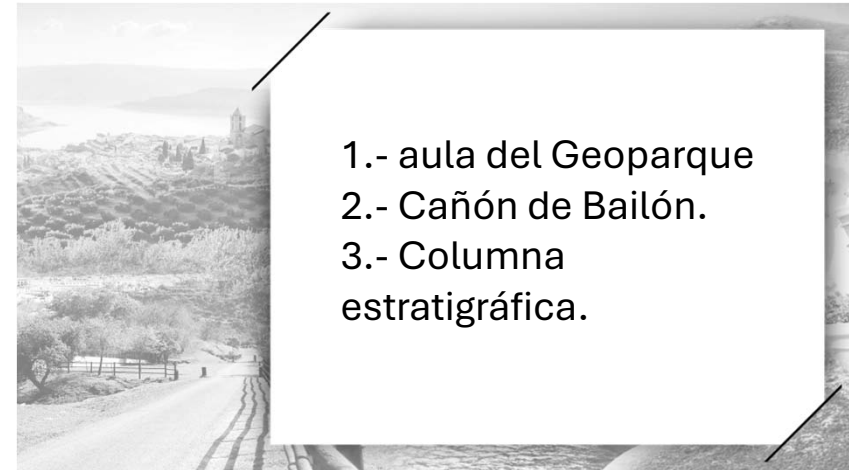 1.- aula del Geoparque
2.- Cañón de Bailón.
3.- Columna
estratigráfica.